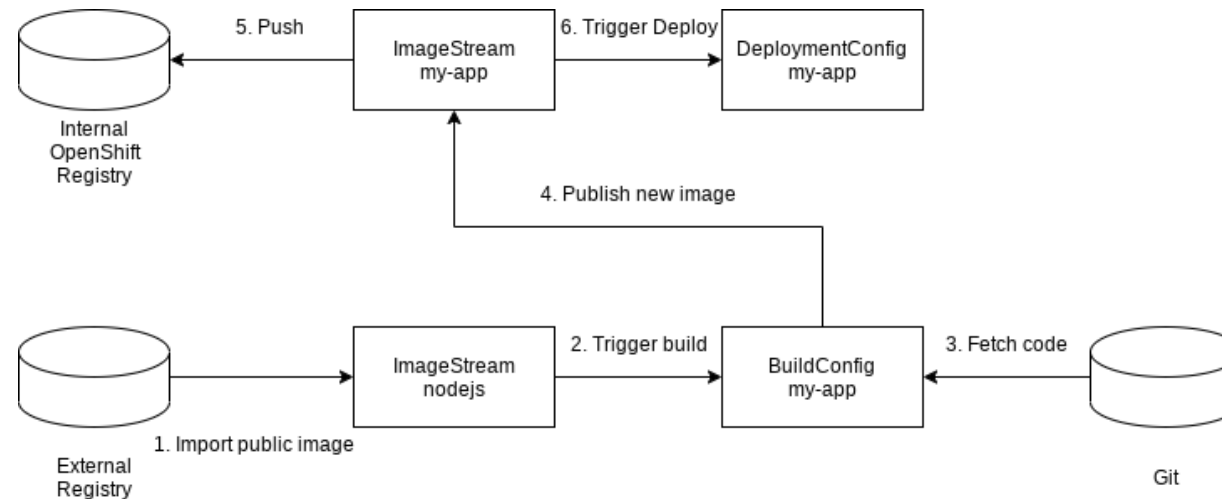 5. Push
ImageStream
my-app
6. Trigger Deploy
DeploymentConfig
my-app
Internal
OpenShift
Registry
4. Publish new image
ImageStream
nodejs
2. Trigger build
BuildConfig
my-app
3. Fetch code
1. Import public image
External
Registry
Git